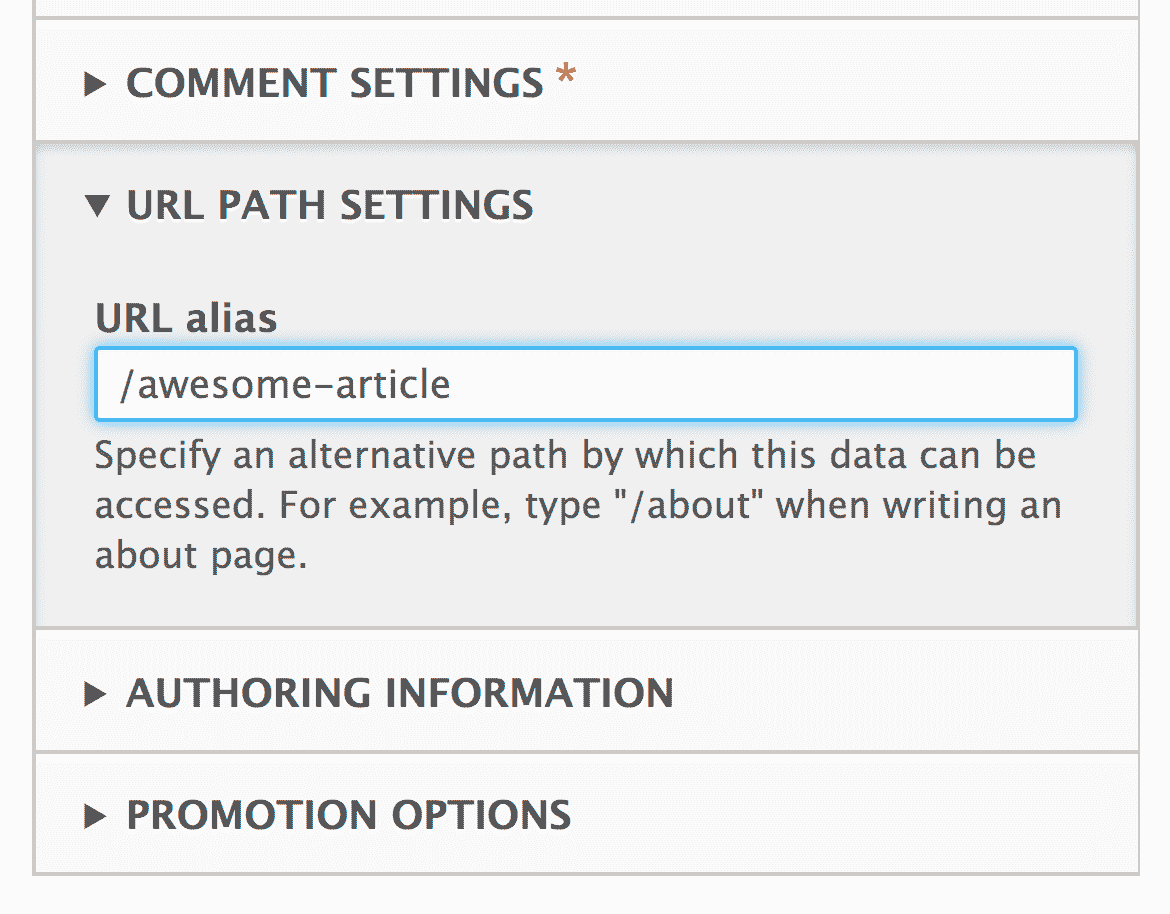 COMMENT SETTINGS *
URL PATH SETTINGS
URL alias
/awesome-article
Specify an alternative path by which this data can be
accessed. For example, type "/about" when writing an
about page.
AUTHORING INFORMATION
PROMOTION OPTIONS